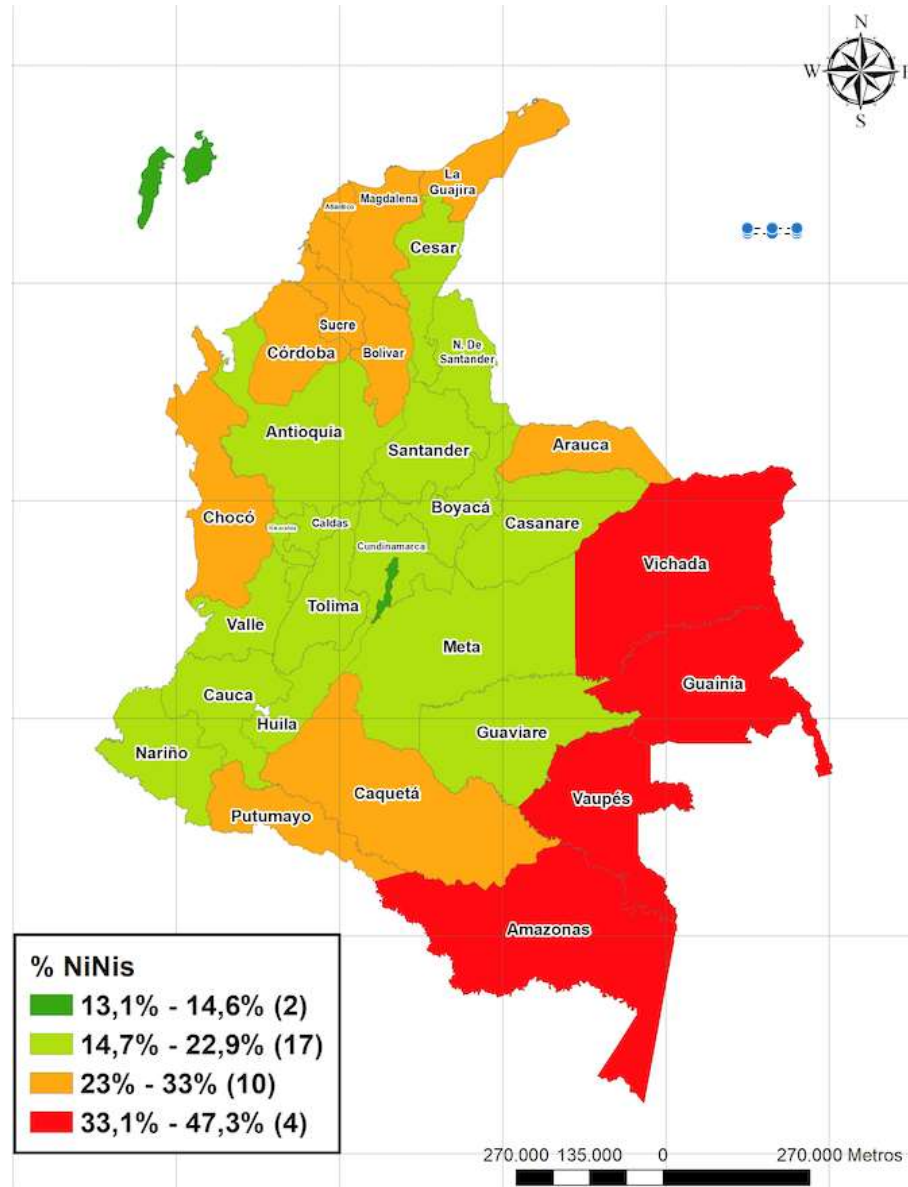 N
W E
S
La
Guajira
Magdalena
Atlántico
Cesar
Sucre
Córdoba
Bolivar
N. De
Santander
Antioquia
Santander
Arauca
Chocó
Caldas
Boyacá
Casanare
Cundinamarca
Vichada
Tolima
Valle
Meta
Guainía
Cauca
Huila
Guaviare
Nariño
Caquetá
Vaupés
Putumayo
Amazonas
% NiNis
13,1% - 14,6% (2)
14,7% - 22,9% (17)
23% - 33% (10)
33,1% - 47,3% (4)
270.000 135.000 0 270.000 Metros